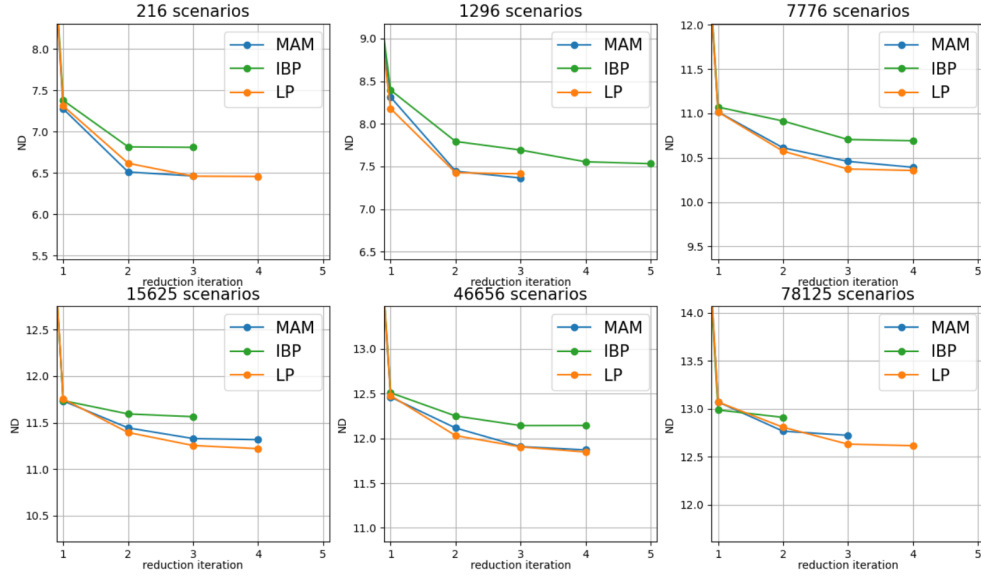 216 scenarios
8.0
7.5
7.0
6.5
6.0
5.5
ND
MAM
IBP
LP
1 2 3 4 5
reduction iteration
1296 scenarios
9.0
8.5
8.0
7.5
7.0
6.5
ND
MAM
IBP
LP
1 2 3 4 5
reduction iteration
7776 scenarios
12.0
11.5
11.0
10.5
10.0
9.5
ND
MAM
IBP
LP
1 2 3 4 5
reduction iteration
15625 scenarios
12.5
12.0
11.5
11.0
10.5
ND
MAM
IBP
LP
1 2 3 4 5
reduction iteration
46656 scenarios
13.0
12.5
12.0
11.5
11.0
ND
MAM
IBP
LP
1 2 3 4 5
reduction iteration
78125 scenarios
14.0
13.5
13.0
12.5
12.0
ND
MAM
IBP
LP
1 2 3 4 5
reduction iteration